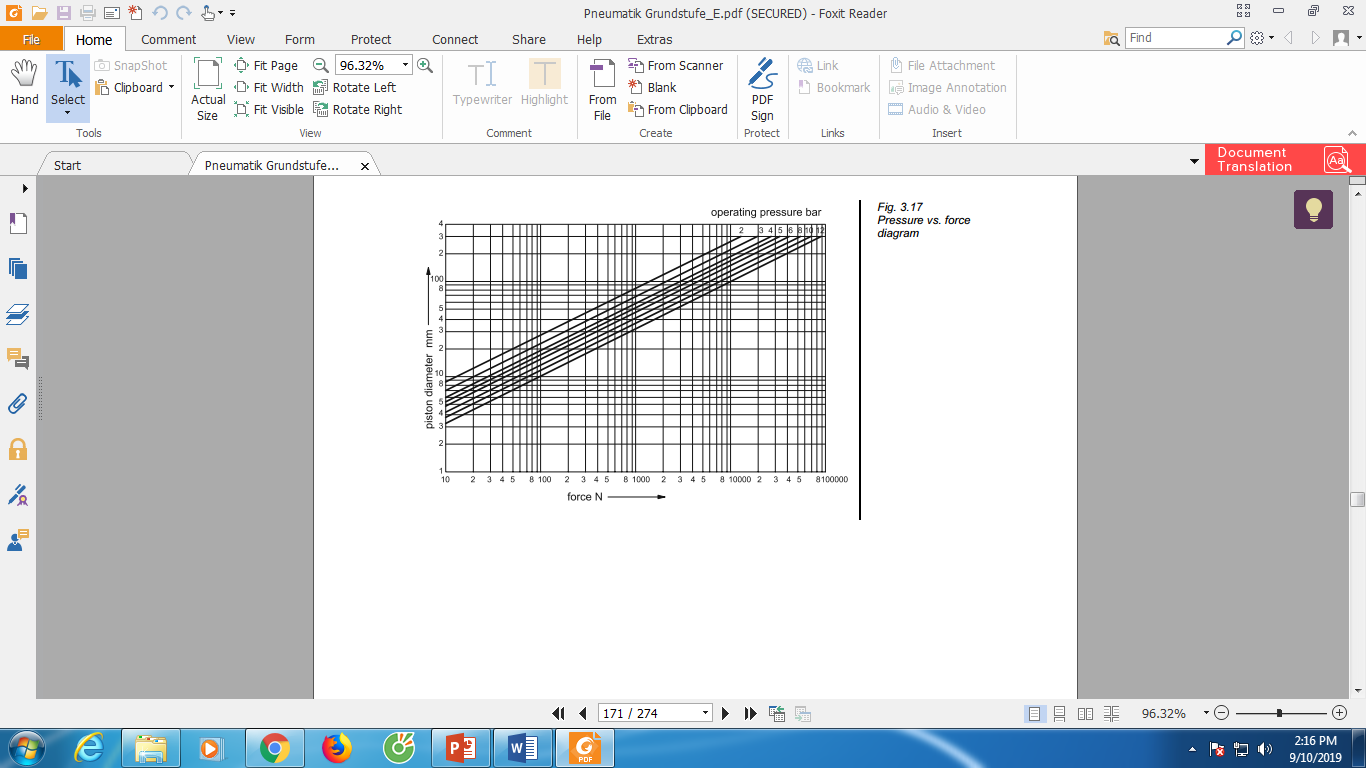 Pneumatik Grundstufe_E.pdf (SECURED) - Foxit Reader
File Home Comment View Form Protect Connect Share Help Extras Find
Hand
Select
SnapShot
Clipboard
Tools
Actual Size
Fit Page
Fit Width
Fit Visible
96.32%
Rotate Left
Rotate Right
View
Typewriter
Highlight
Comment
From File
From Scanner
Blank
From Clipboard
Create
PDF Sign
Protect
Link
Bookmark
Links
File Attachment
Image Annotation
Audio & Video
Insert
Start
Pneumatik Grundstufe...
Document
Translation
Aa
operating pressure bar
2 3 4 5 6 8 10 12
4
3
2
100
8
5
4
3
2
10
8
5
4
3
2
1
piston diameter mm
10 2 3 4 5 8 100 2 3 4 5 8 1000 2 3 4 5 8 10000 2 3 4 5 8 100000
force N
Fig. 3.17
Pressure vs. force
diagram
171 / 274
96.32%
PDF
2:16 PM
9/10/2019